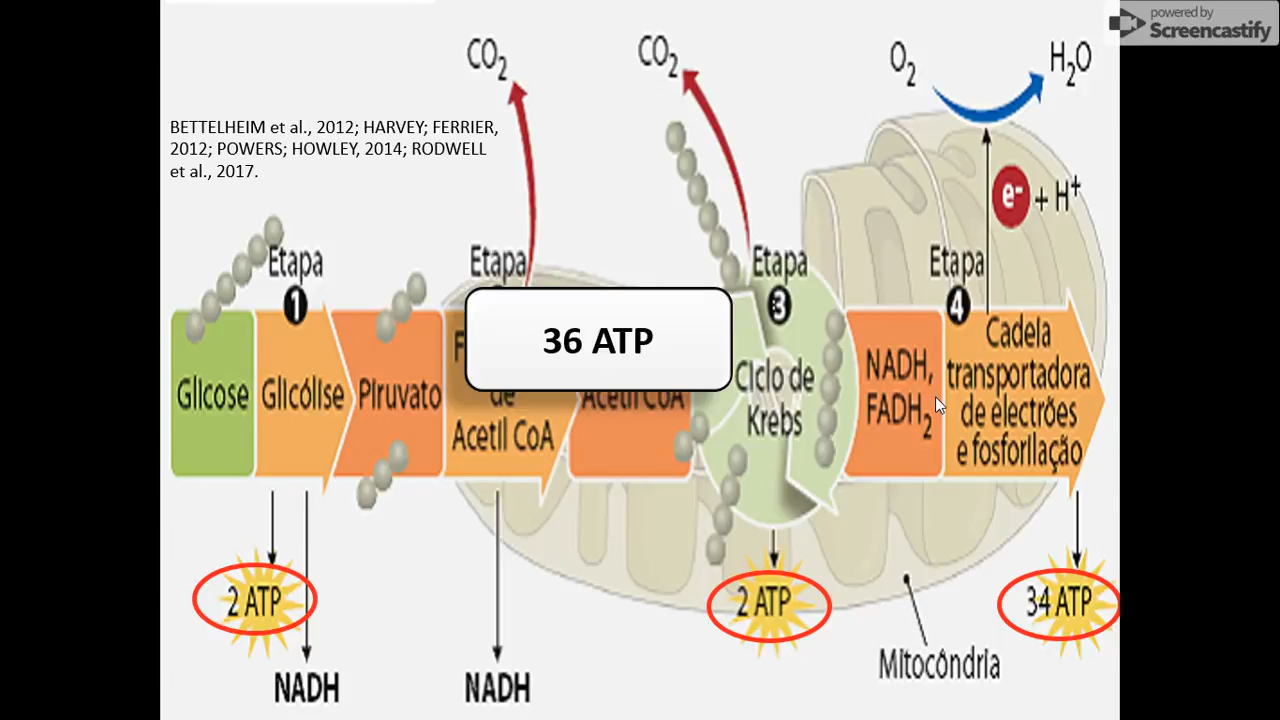 powered by
Screencastify
CO2
CO2
O2
H2O
BETTELHEIM et al., 2012; HARVEY; FERRIER,
2012; POWERS; HOWLEY, 2014; RODWELL
et al., 2017.
e- + H+
Etapa
1
Etapa
Etapa
3
Etapa
4
36 ATP
Glicose
Glicólise
Piruvato
de
Acetil CoA
Acetil CoA
Ciclo de
Krebs
NADH,
FADH2
Cadeia
transportadora
de electrões
e fosforilação
2 ATP
2 ATP
34 ATP
NADH
NADH
Mitocôndria